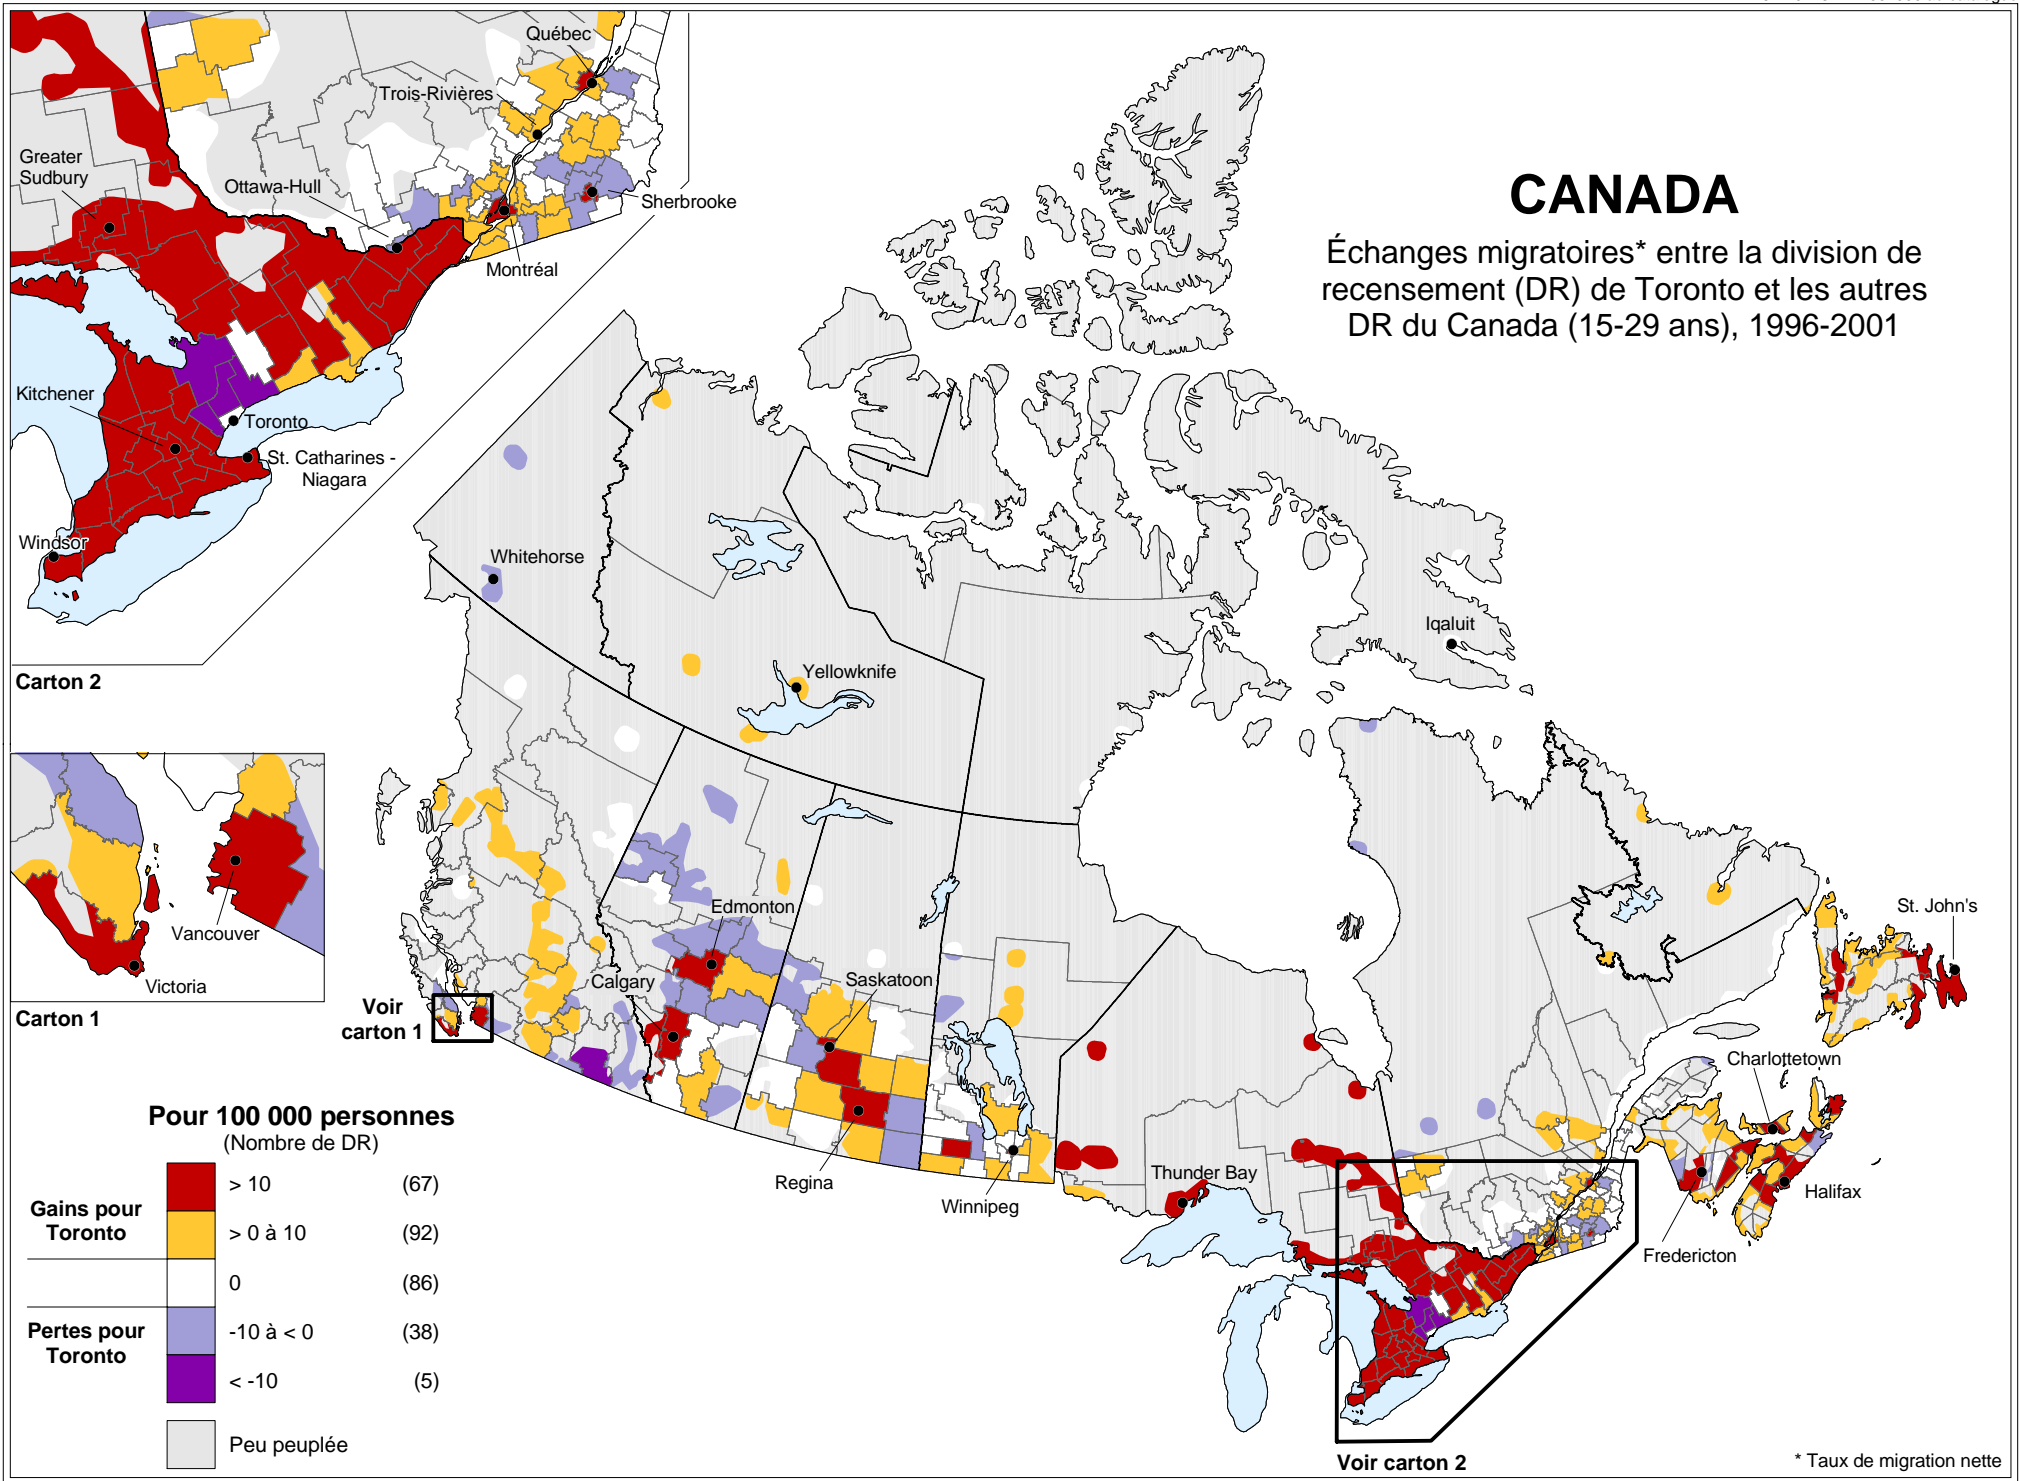 CANADA
Échanges migratoires* entre la division de
recensement (DR) de Toronto et les autres
DR du Canada (15-29 ans), 1996-2001
Québec
Trois-Rivières
Greater
Sudbury
Ottawa-Hull
Sherbrooke
Montréal
Kitchener
Toronto
St. Catharines -
Niagara
Windsor
Carton 2
Vancouver
Victoria
Carton 1
Whitehorse
Yellowknife
Iqaluit
Edmonton
Calgary
Saskatoon
Voir
carton 1
Regina
Winnipeg
Thunder Bay
St. John's
Charlottetown
Halifax
Fredericton
Pour 100 000 personnes
(Nombre de DR)
Gains pour
Toronto
> 10 (67)
> 0 à 10 (92)
0 (86)
Pertes pour
Toronto
-10 à < 0 (38)
< -10 (5)
Peu peuplée
Voir carton 2
* Taux de migration nette